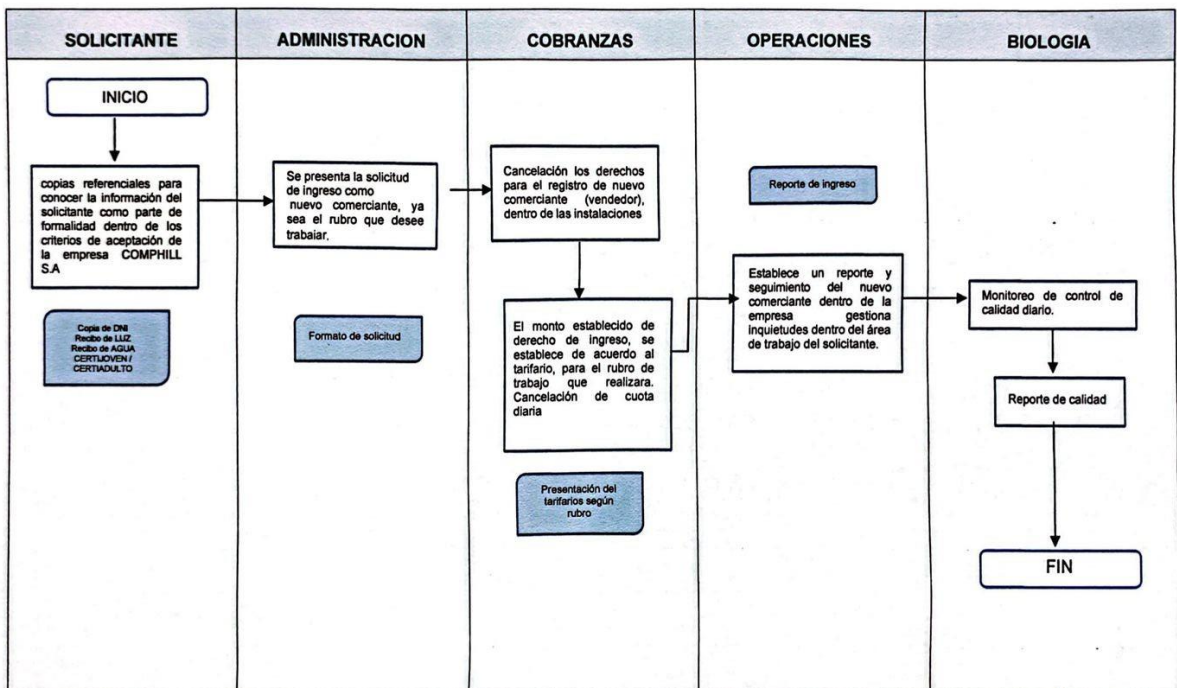 SOLICITANTE
ADMINISTRACION
COBRANZAS
OPERACIONES
BIOLOGIA
INICIO
copias referenciales para
conocer la información del
solicitante como parte de
formalidad dentro de los
criterios de aceptación de
la empresa COMPHILL
S.A
Copia de DNI
Recibo de LUZ
Recibo de AGUA
CERTIJOVEN /
CERTIADULTO
Se presenta la solicitud
de ingreso como
nuevo comerciante, ya
sea el rubro que desee
trabaiar.
Formato de solicitud
Cancelación los derechos
para el registro de nuevo
comerciante (vendedor),
dentro de las instalaciones
El monto establecido de
derecho de ingreso, se
establece de acuerdo al
tarifario, para el rubro de
trabajo que realizara.
Cancelación de cuota
diaria
Presentación del
tarifarios según
rubro
Reporte de ingreso
Establece un reporte y
seguimiento del nuevo
comerciante dentro de la
empresa gestiona
inquietudes dentro del área
de trabajo del solicitante.
Monitoreo de control de
calidad diario.
Reporte de calidad
FIN